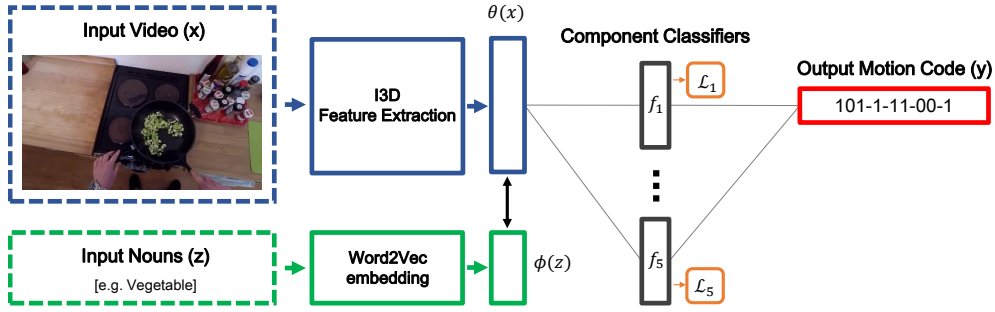 Input Video (x)
I3D
Feature Extraction
θ(x)
Component Classifiers
f₁
ℒ₁
Output Motion Code (y)
101-1-11-00-1
Input Nouns (z)
[e.g. Vegetable]
Word2Vec
embedding
ϕ(z)
f₅
ℒ₅